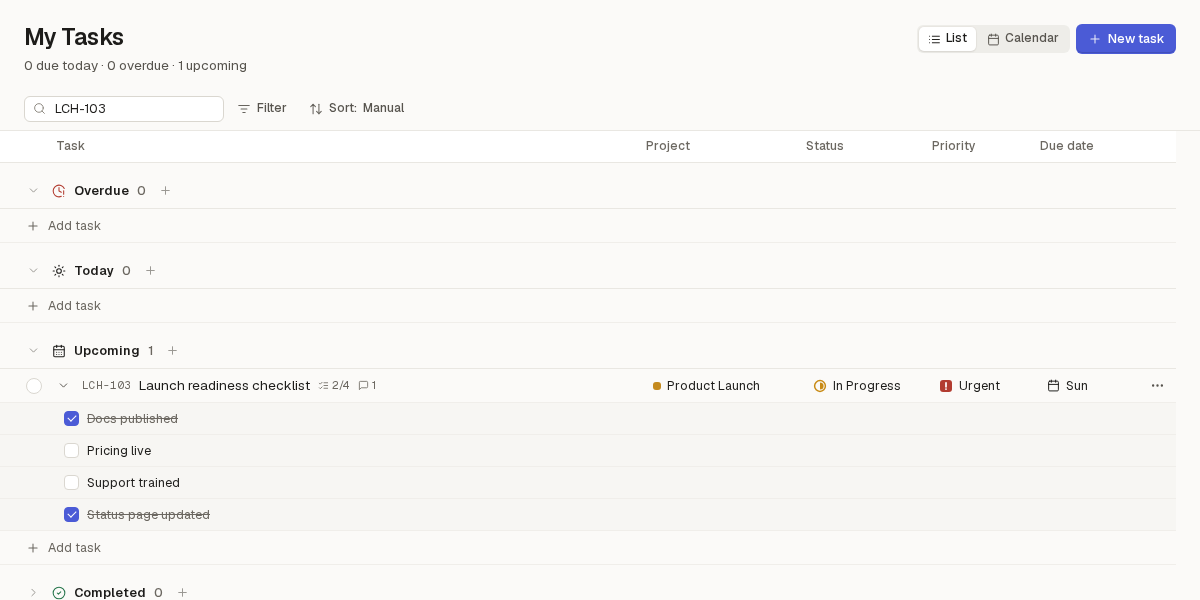 My Tasks
List
Calendar
New task
0 due today · 0 overdue · 1 upcoming
LCH-103
Filter
Sort: Manual
Task Project Status Priority Due date
Overdue 0
Add task
Today 0
Add task
Upcoming 1
LCH-103 Launch readiness checklist 2/4 1 Product Launch In Progress Urgent Sun
Docs published
Pricing live
Support trained
Status page updated
Add task
Completed 0